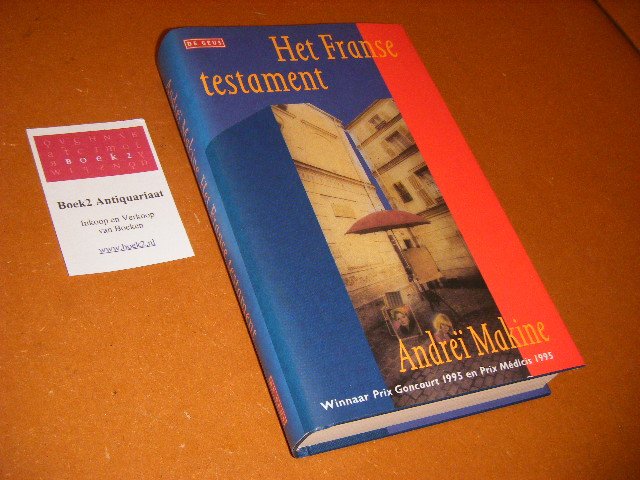 DE GEUS
Het Franse
testament
Andreï Makine
Winnaar Prix Goncourt 1995 en Prix Médicis 1995
BOEK2
Boek2 Antiquariaat
Inkoop en Verkoop
van Boeken
www.boek2.nl